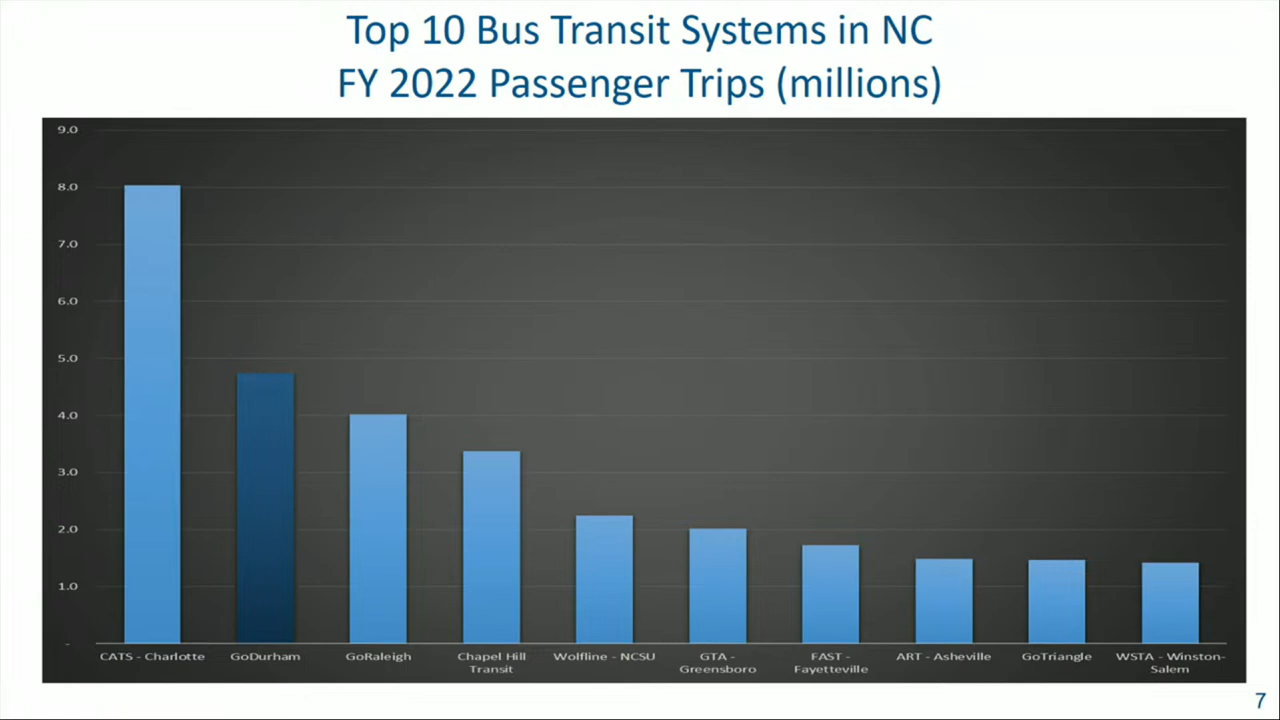 Top 10 Bus Transit Systems in NC
FY 2022 Passenger Trips (millions)
9.0
8.0
7.0
6.0
5.0
4.0
3.0
2.0
1.0
-
CATS - Charlotte
GoDurham
GoRaleigh
Chapel Hill
Transit
Wolfline - NCSU
GTA -
Greensboro
FAST -
Fayetteville
ART - Asheville
GoTriangle
WSTA - Winston-
Salem
7